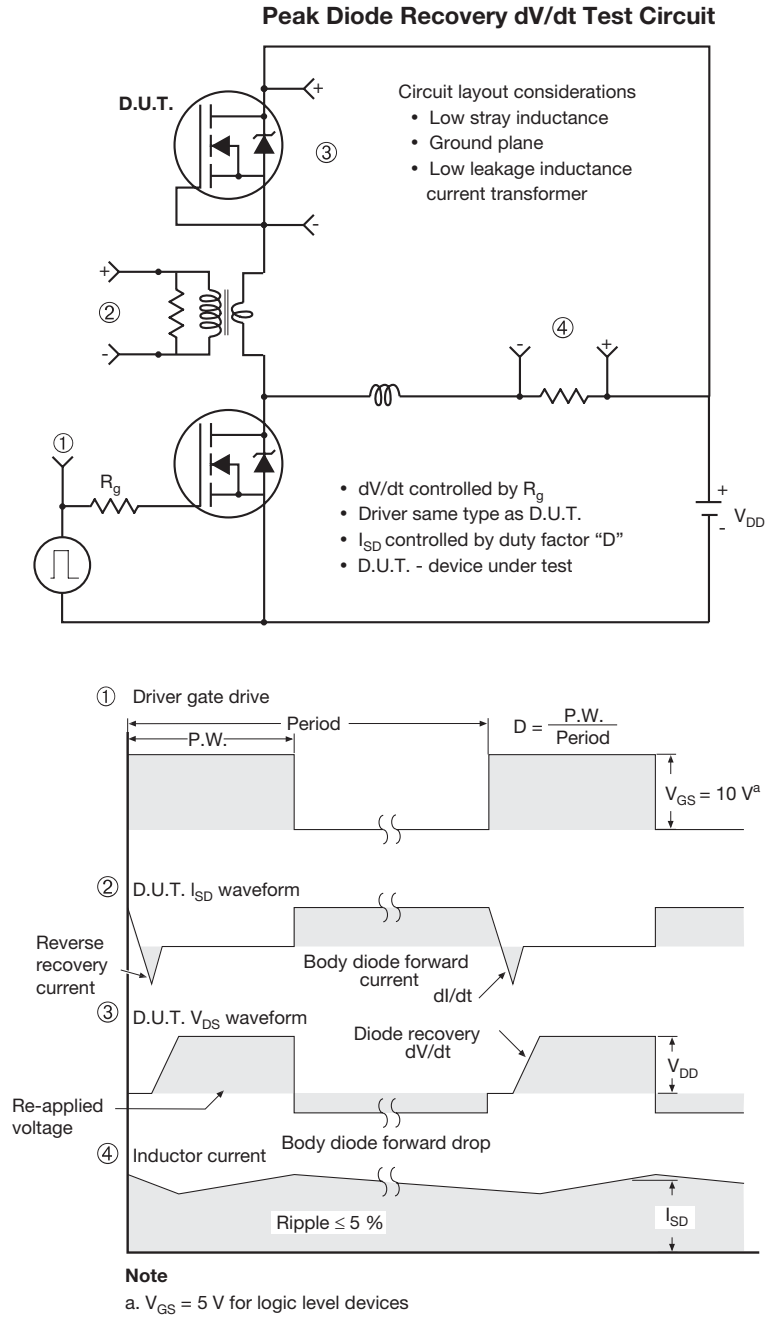 Peak Diode Recovery dV/dt Test Circuit
D.U.T.
+
③
-
Circuit layout considerations
• Low stray inductance
• Ground plane
• Low leakage inductance
current transformer
+
②
-
④
- +
①
Rg
• dV/dt controlled by Rg
• Driver same type as D.U.T.
• ISD controlled by duty factor “D”
• D.U.T. - device under test
+
VDD
-
① Driver gate drive
Period
P.W.
D = P.W.
Period
VGS = 10 Va
② D.U.T. ISD waveform
Reverse
recovery
current
Body diode forward
current
dI/dt
③ D.U.T. VDS waveform
Diode recovery
dV/dt
VDD
Re-applied
voltage
Body diode forward drop
④ Inductor current
Ripple ≤ 5 %
ISD
Note
a. VGS = 5 V for logic level devices